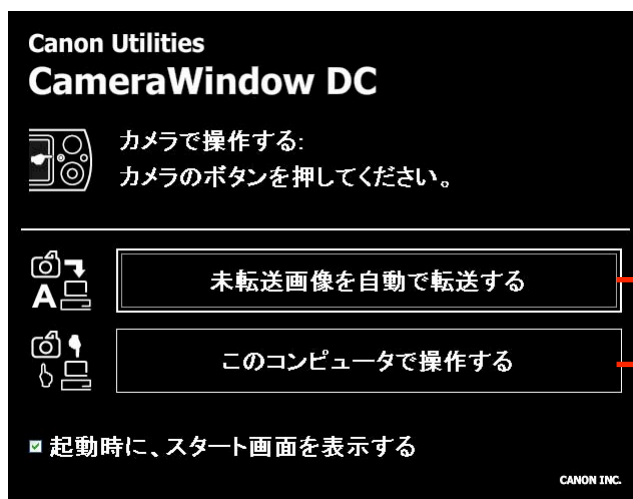 Canon Utilities
CameraWindow DC
カメラで操作する:
カメラのボタンを押してください。
未転送画像を自動で転送する
A
このコンピュータで操作する
起動時に、スタート画面を表示する
CANON INC.